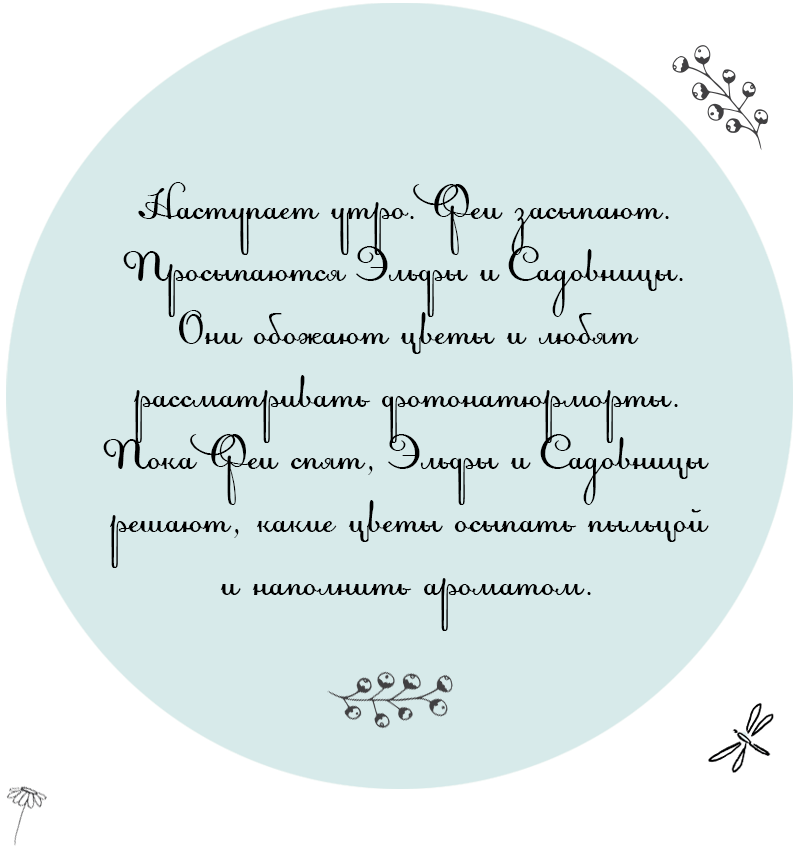 Наступает утро. Феи засыпают.
Просыпаются Эльфы и Садовницы.
Они обожают цветы и любят
рассматривать фотонатюрморты.
Пока Феи спят, Эльфы и Садовницы
решают, какие цветы осыпать пыльцой
и наполнить ароматом.